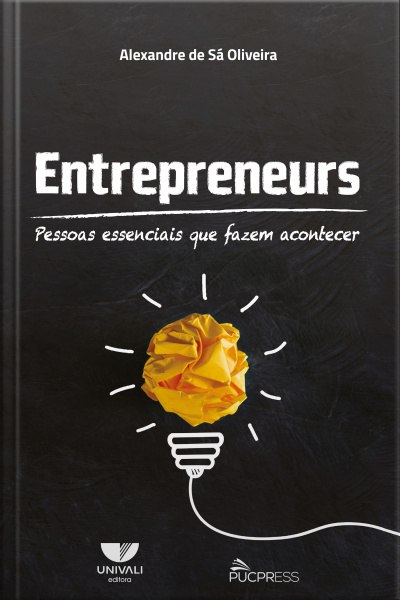 Alexandre de Sá Oliveira
Entrepreneurs
Pessoas essenciais que fazem acontecer
UNIVALI
editora
PUCPRESS